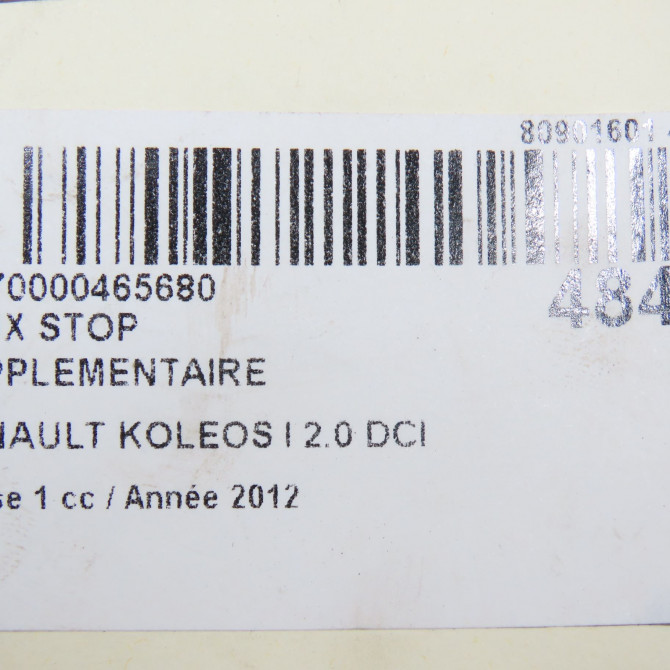 80901601
70000465680
484
X STOP
PPLEMENTAIRE
NAULT KOLEOS I 2.0 DCI
se 1 cc / Année 2012